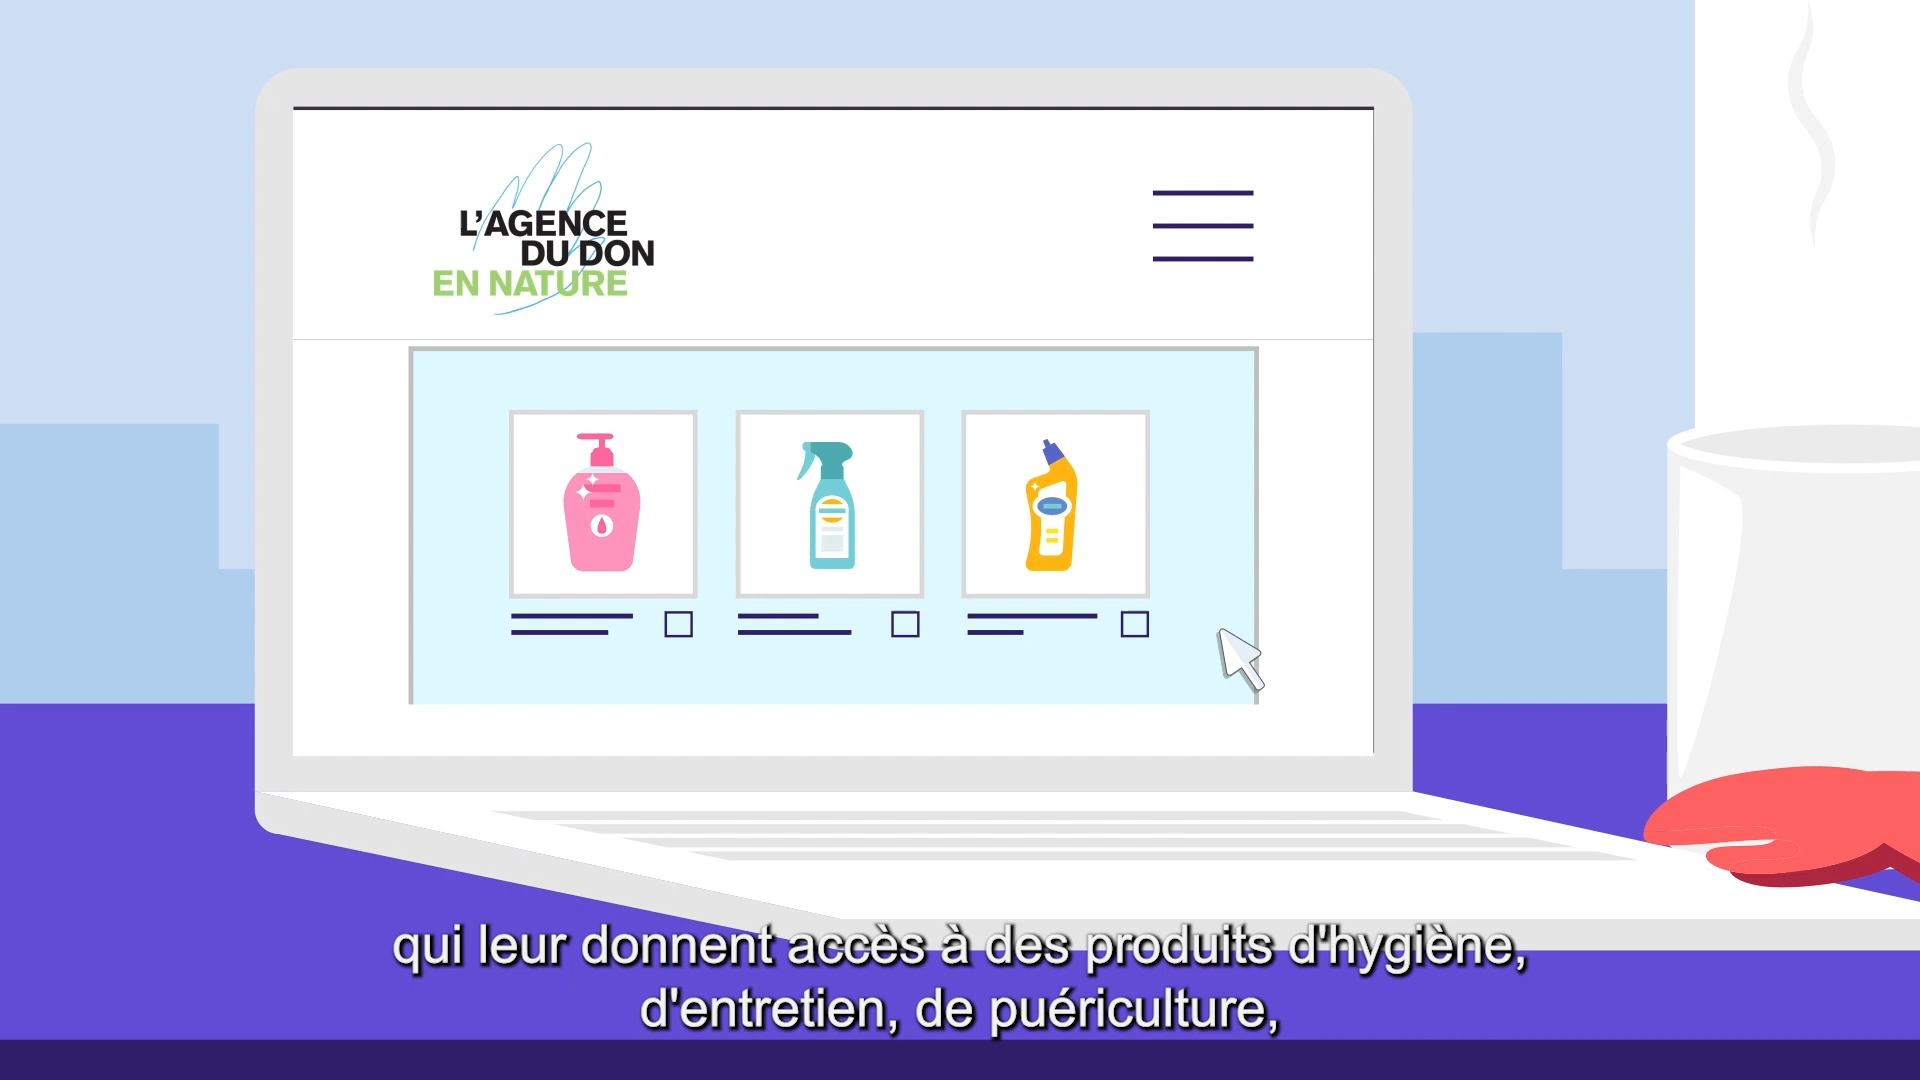 L'AGENCE
DU DON
EN NATURE
qui leur donnent accès à des produits d'hygiène,
d'entretien, de puériculture,